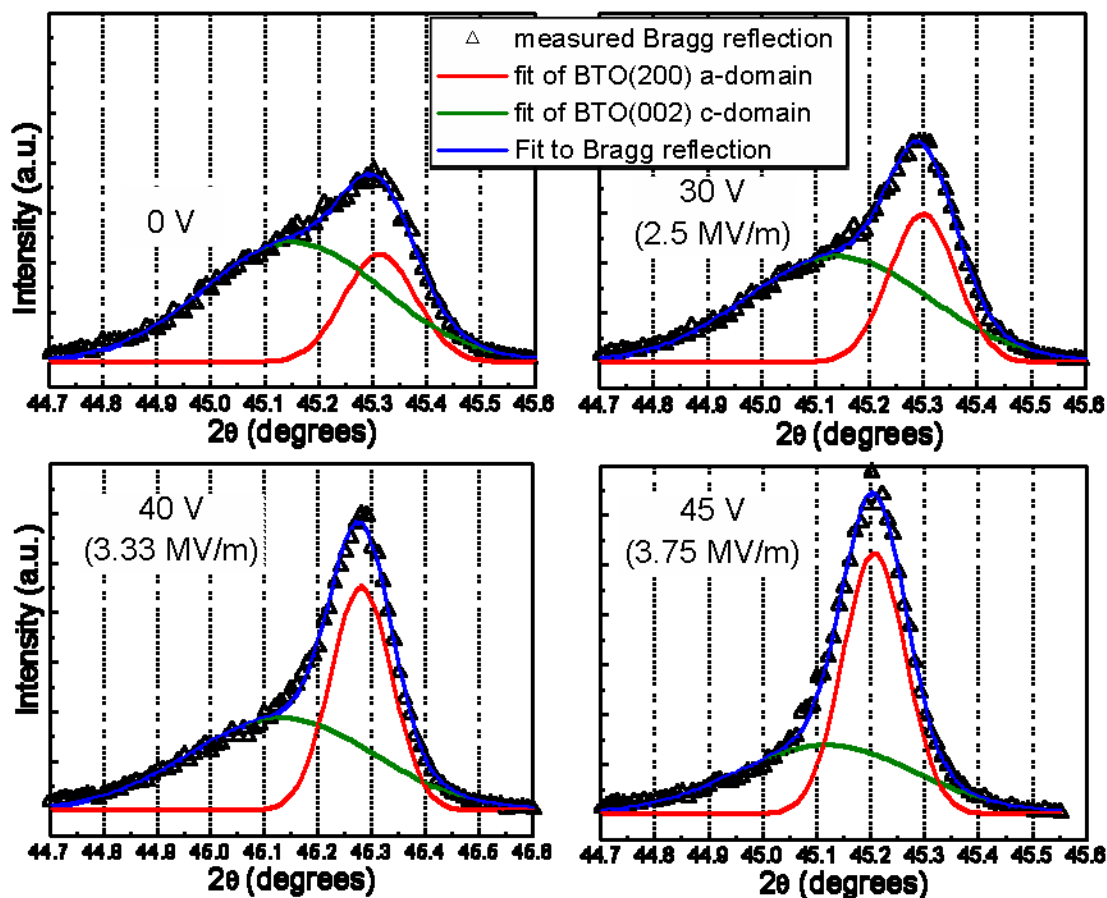 measured Bragg reflection
fit of BTO(200) a-domain
fit of BTO(002) c-domain
Fit to Bragg reflection
Intensity (a.u.)
0 V
44.7 44.8 44.9 45.0 45.1 45.2 45.3 45.4 45.5 45.6
2θ (degrees)
30 V
(2.5 MV/m)
44.7 44.8 44.9 45.0 45.1 45.2 45.3 45.4 45.5 45.6
2θ (degrees)
Intensity (a.u.)
40 V
(3.33 MV/m)
44.7 44.8 44.9 45.0 45.1 45.2 45.3 45.4 45.5 45.6
2θ (degrees)
45 V
(3.75 MV/m)
44.7 44.8 44.9 45.0 45.1 45.2 45.3 45.4 45.5 45.6
2θ (degrees)